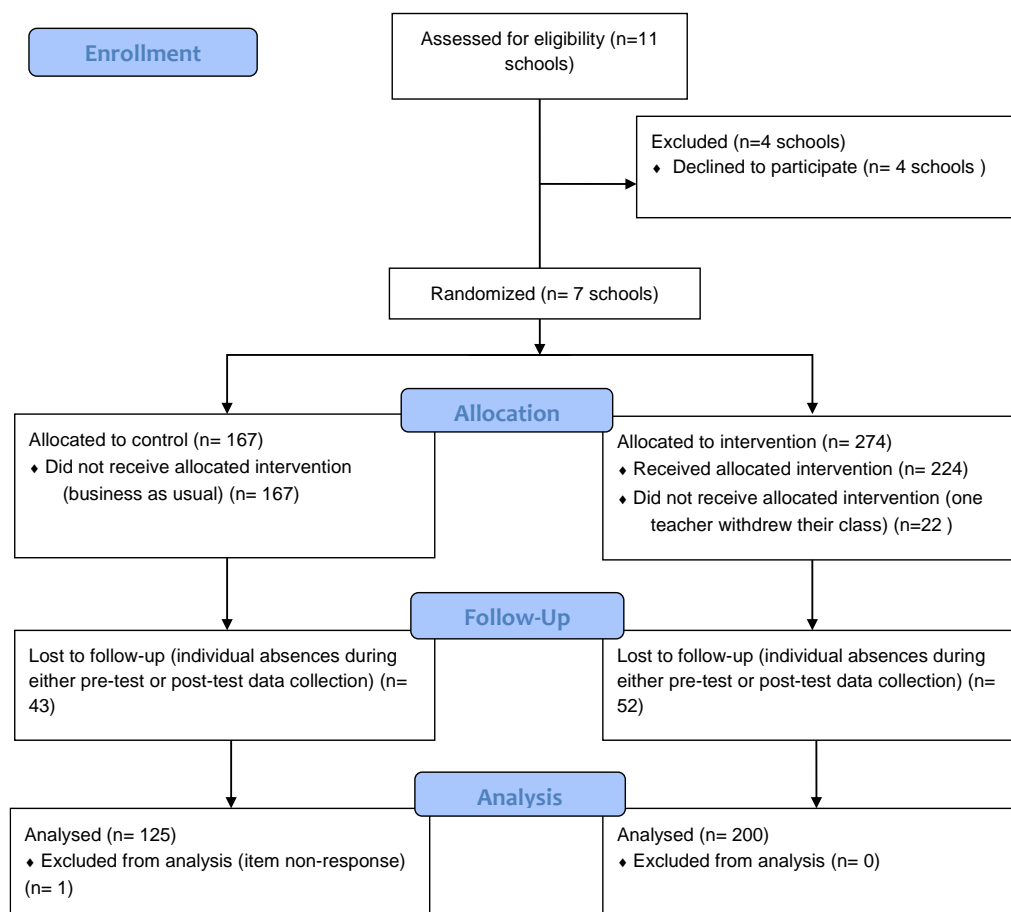 Enrollment
Assessed for eligibility (n=11
schools)
Excluded (n=4 schools)
♦ Declined to participate (n= 4 schools )
Randomized (n= 7 schools)
Allocation
Allocated to control (n= 167)
♦ Did not receive allocated intervention
(business as usual) (n= 167)
Allocated to intervention (n= 274)
♦ Received allocated intervention (n= 224)
♦ Did not receive allocated intervention (one
teacher withdrew their class) (n=22 )
Follow-Up
Lost to follow-up (individual absences during
either pre-test or post-test data collection) (n=
43)
Lost to follow-up (individual absences during
either pre-test or post-test data collection) (n=
52)
Analysis
Analysed (n= 125)
♦ Excluded from analysis (item non-response)
(n= 1)
Analysed (n= 200)
♦ Excluded from analysis (n= 0)